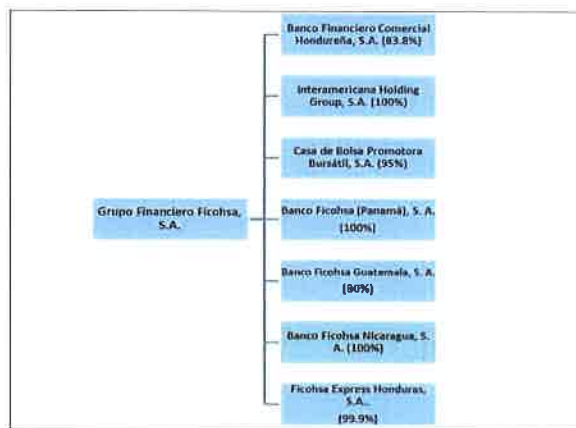 Banco Financiero Comercial
Hondureña, S.A. (83.8%)
Interamericana Holding
Group, S.A. (100%)
Casa de Bolsa Promotora
Bursátil, S.A. (95%)
Grupo Financiero Ficohsa,
S.A.
Banco Ficohsa (Panamá), S. A.
(100%)
Banco Ficohsa Guatemala, S. A.
(80%)
Banco Ficohsa Nicaragua, S.
A. (100%)
Ficohsa Express Honduras,
S.A..
(99.9%)